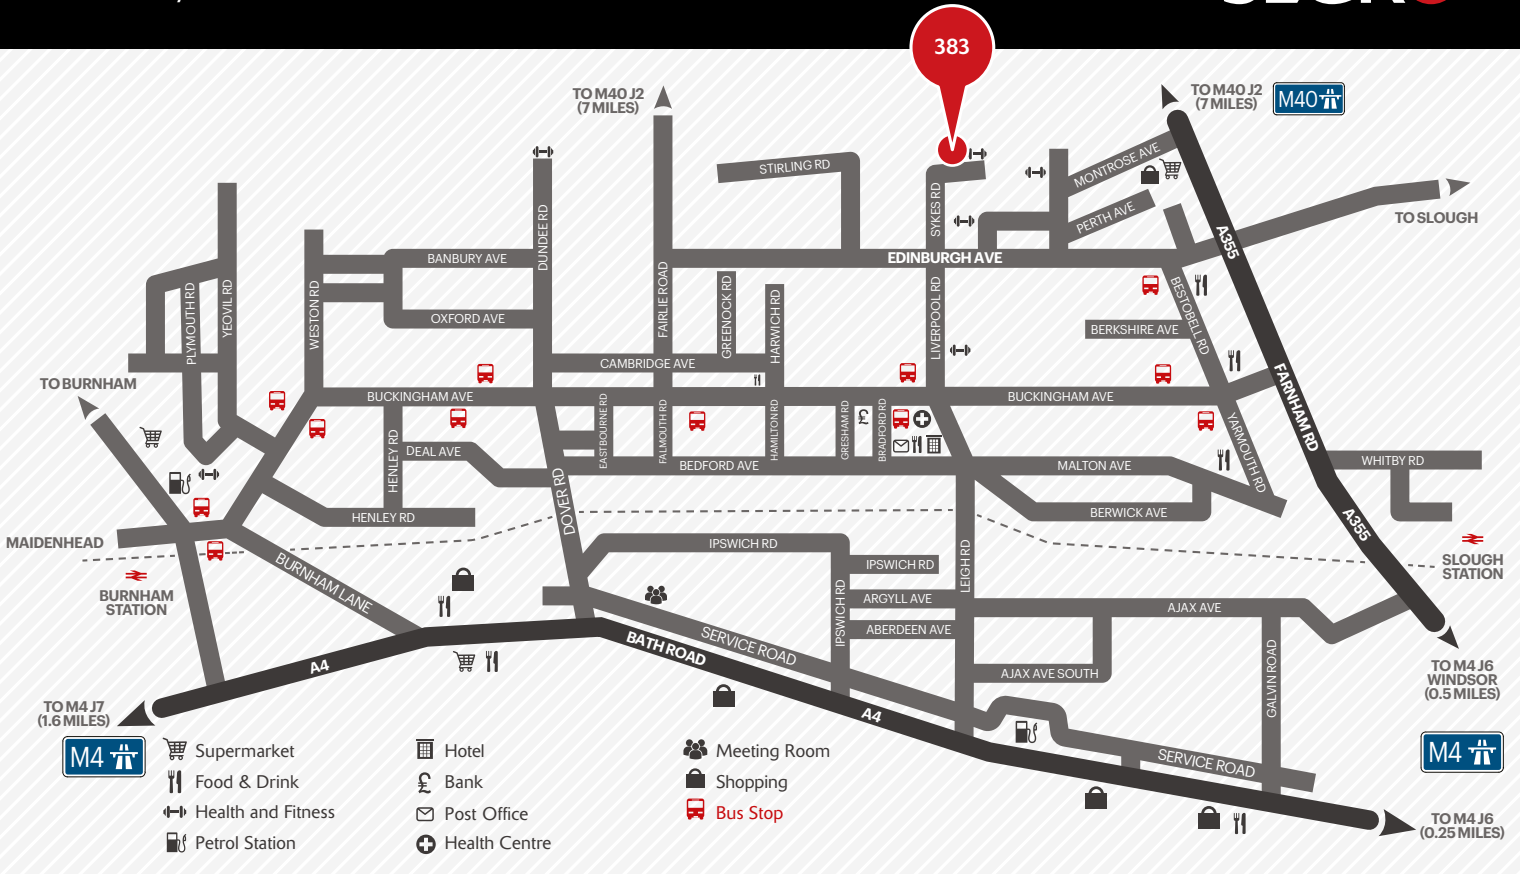 383
TO M40 J2
(7 MILES)
TO M40 J2
(7 MILES)
M40
STIRLING RD
MONTROSE AVE
PERTH AVE
TO SLOUGH
SYKES RD
DUNDEE RD
A355
BANBURY AVE
EDINBURGH AVE
PLYMOUTH RD
YEOVIL RD
WESTON RD
FAIRLIE ROAD
GREENOCK RD
HARWICH RD
LIVERPOOL RD
BESTOBELL RD
OXFORD AVE
BERKSHIRE AVE
CAMBRIDGE AVE
TO BURNHAM
BUCKINGHAM AVE
BUCKINGHAM AVE
FARNHAM RD
EASTBOURNE RD
FALMOUTH RD
HAMILTON RD
GRESHAM RD
BRADFORD RD
YARMOUTH RD
HENLEY RD
DEAL AVE
BEDFORD AVE
MALTON AVE
WHITBY RD
DOVER RD
HENLEY RD
BERWICK AVE
A355
MAIDENHEAD
IPSWICH RD
IPSWICH RD
LEIGH RD
SLOUGH
STATION
BURNHAM LANE
BURNHAM
STATION
IPSWICH RD
ARGYLL AVE
AJAX AVE
ABERDEEN AVE
SERVICE ROAD
BATH ROAD
A4
AJAX AVE SOUTH
GALVIN ROAD
TO M4 J6
WINDSOR
(0.5 MILES)
TO M4 J7
(1.6 MILES)
A4
M4
SERVICE ROAD
M4
Supermarket
Food & Drink
Health and Fitness
Petrol Station
Hotel
£ Bank
Post Office
Health Centre
Meeting Room
Shopping
Bus Stop
£
TO M4 J6
(0.25 MILES)